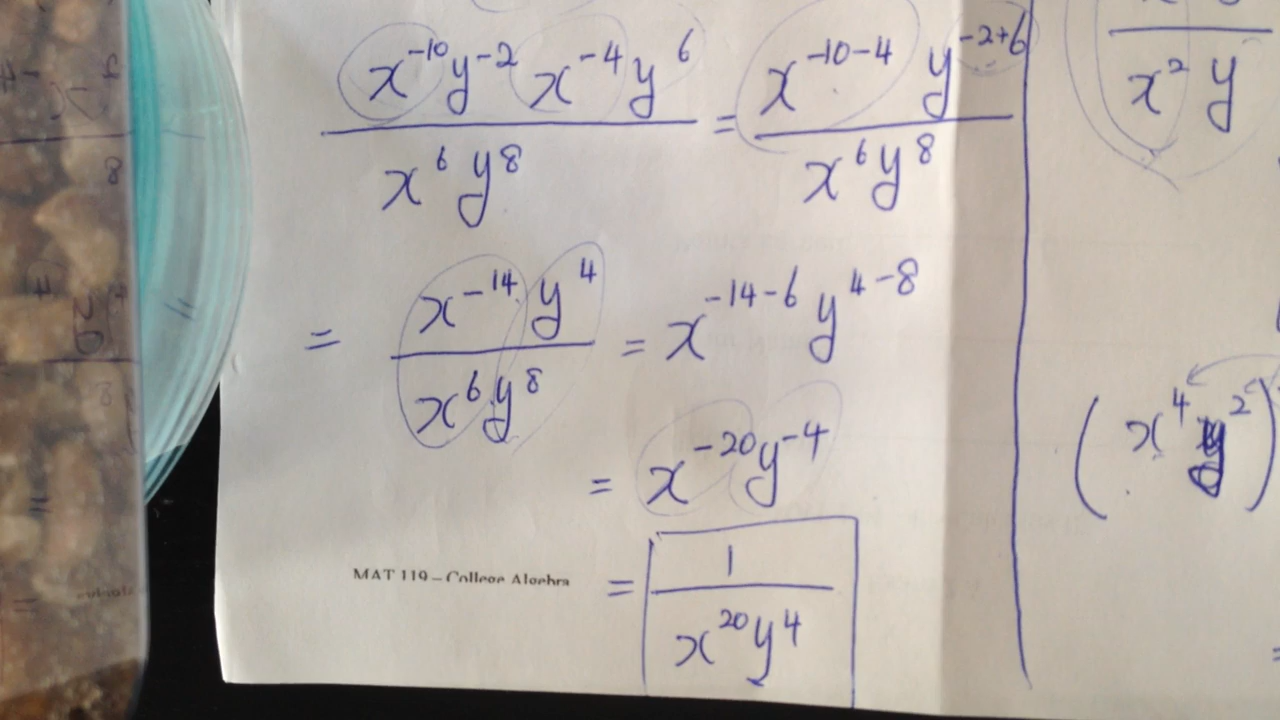 x^-10 y^-2 x^-4 y^6 / x^6 y^8 = x^-10-4 y^-2+6 / x^6 y^8
= x^-14 y^4 / x^6 y^8 = x^-14-6 y^4-8
= x^-20 y^-4
MAT 119 – College Algebra
= 1 / x^20 y^4
x^2 y
(x^4 y^2)